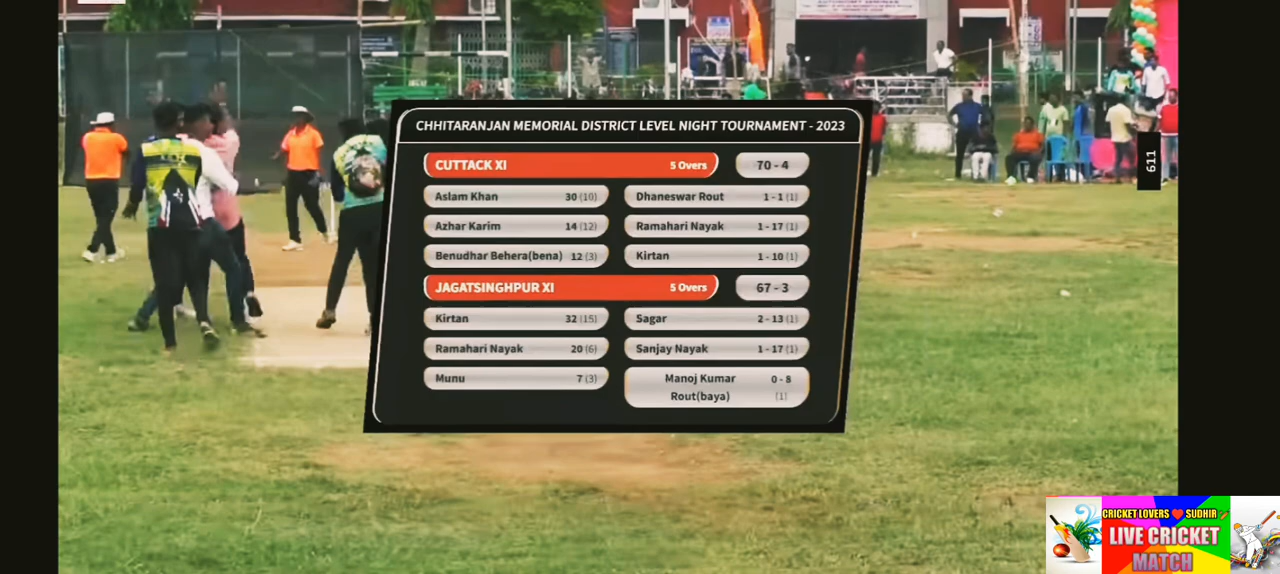 CHHITARANJAN MEMORIAL DISTRICT LEVEL NIGHT TOURNAMENT - 2023
CUTTACK XI 5 Overs 70 - 4
Aslam Khan 30 (10) Dhaneswar Rout 1 - 1 (1)
Azhar Karim 14 (12) Ramahari Nayak 1 - 17 (1)
Benudhar Behera(bena) 12 (3) Kirtan 1 - 10 (1)
JAGATSINGHPUR XI 5 Overs 67 - 3
Kirtan 32 (15) Sagar 2 - 13 (1)
Ramahari Nayak 20 (6) Sanjay Nayak 1 - 17 (1)
Munu 7 (3) Manoj Kumar 0 - 8
Rout(baya) (1)
611
CRICKET LOVERS ❤️ SUDHIR
LIVE CRICKET
MATCH